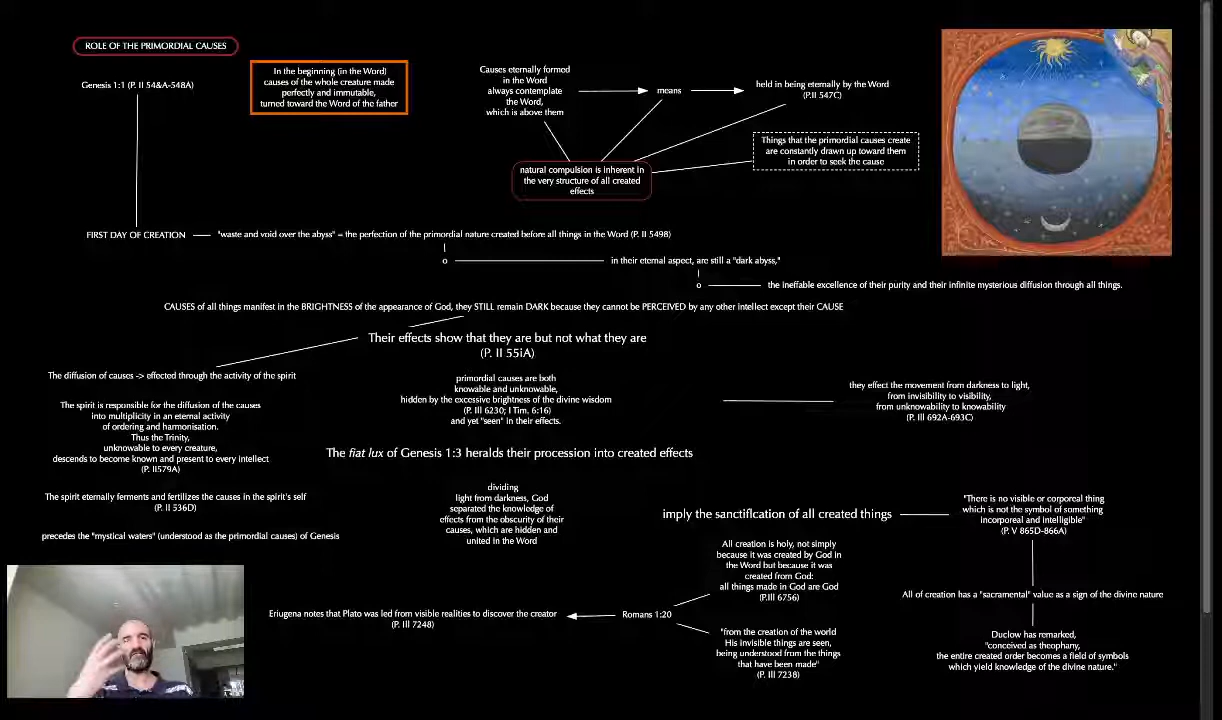 ROLE OF THE PRIMORDIAL CAUSES
Genesis 1:1 (P. II 54&A-548A)
In the beginning (in the Word)
causes of the whole creature made
perfectly and immutable,
turned toward the Word of the father
Causes eternally formed
in the Word
always contemplate
the Word,
which is above them
means
held in being eternally by the Word
(P.II 547C)
Things that the primordial causes create
are constantly drawn up toward them
in order to seek the cause
natural compulsion is inherent in
the very structure of all created
effects
FIRST DAY OF CREATION
"waste and void over the abyss" = the perfection of the primordial nature created before all things in the Word (P. II 5498)
o
in their eternal aspect, are still a "dark abyss,"
o
the ineffable excellence of their purity and their infinite mysterious diffusion through all things.
CAUSES of all things manifest in the BRIGHTNESS of the appearance of God, they STILL remain DARK because they cannot be PERCEIVED by any other intellect except their CAUSE
Their effects show that they are but not what they are
(P. II 55iA)
The diffusion of causes -> effected through the activity of the spirit
The spirit is responsible for the diffusion of the causes
into multiplicity in an eternal activity
of ordering and harmonisation.
Thus the Trinity,
unknowable to every creature,
descends to become known and present to every intellect
(P. II579A)
The spirit eternally ferments and fertilizes the causes in the spirit's self
(P. II 536D)
precedes the "mystical waters" (understood as the primordial causes) of Genesis
primordial causes are both
knowable and unknowable,
hidden by the excessive brightness of the divine wisdom
(P. III 6230; I Tim. 6:16)
and yet "seen" in their effects.
they effect the movement from darkness to light,
from invisibility to visibility,
from unknowability to knowability
(P. III 692A-693C)
The fiat lux of Genesis 1:3 heralds their procession into created effects
dividing
light from darkness, God
separated the knowledge of
effects from the obscurity of their
causes, which are hidden and
united in the Word
imply the sanctification of all created things
"There is no visible or corporeal thing
which is not the symbol of something
incorporeal and intelligible"
(P. V 865D-866A)
All creation is holy, not simply
because it was created by God in
the Word but because it was
created from God:
all things made in God are God
(P.III 6756)
Eriugena notes that Plato was led from visible realities to discover the creator
(P. III 7248)
Romans 1:20
"from the creation of the world
His invisible things are seen,
being understood from the things
that have been made"
(P. III 7238)
All of creation has a "sacramental" value as a sign of the divine nature
Duclow has remarked,
"conceived as theophany,
the entire created order becomes a field of symbols
which yield knowledge of the divine nature."